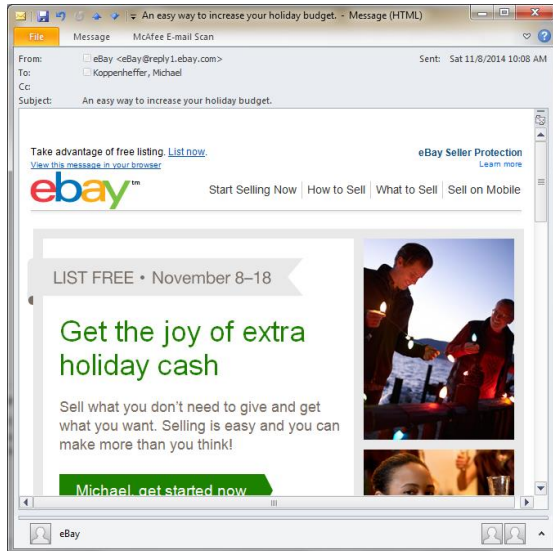 An easy way to increase your holiday budget. - Message (HTML)
File Message McAfee E-mail Scan
From: eBay <eBay@reply1.ebay.com> Sent: Sat 11/8/2014 10:08 AM
To: Koppenheffer, Michael
Cc:
Subject: An easy way to increase your holiday budget.
Take advantage of free listing. List now. eBay Seller Protection
View this message in your browser Learn more
ebay™ Start Selling Now How to Sell What to Sell Sell on Mobile
LIST FREE • November 8–18
Get the joy of extra
holiday cash
Sell what you don't need to give and get
what you want. Selling is easy and you can
make more than you think!
Michael, get started now
eBay